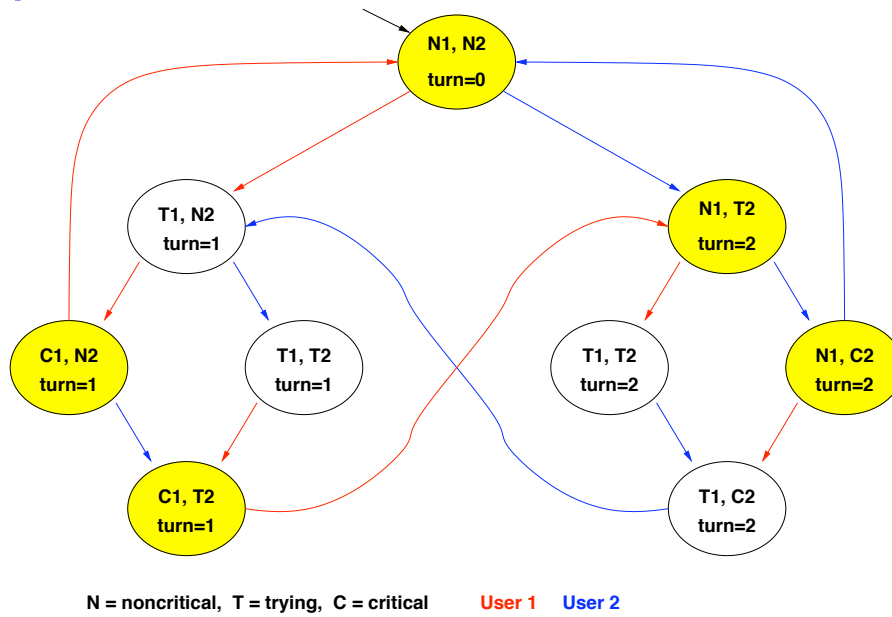 N1, N2
turn=0
T1, N2
turn=1
N1, T2
turn=2
C1, N2
turn=1
T1, T2
turn=1
T1, T2
turn=2
N1, C2
turn=2
C1, T2
turn=1
T1, C2
turn=2
N = noncritical, T = trying, C = critical User 1 User 2